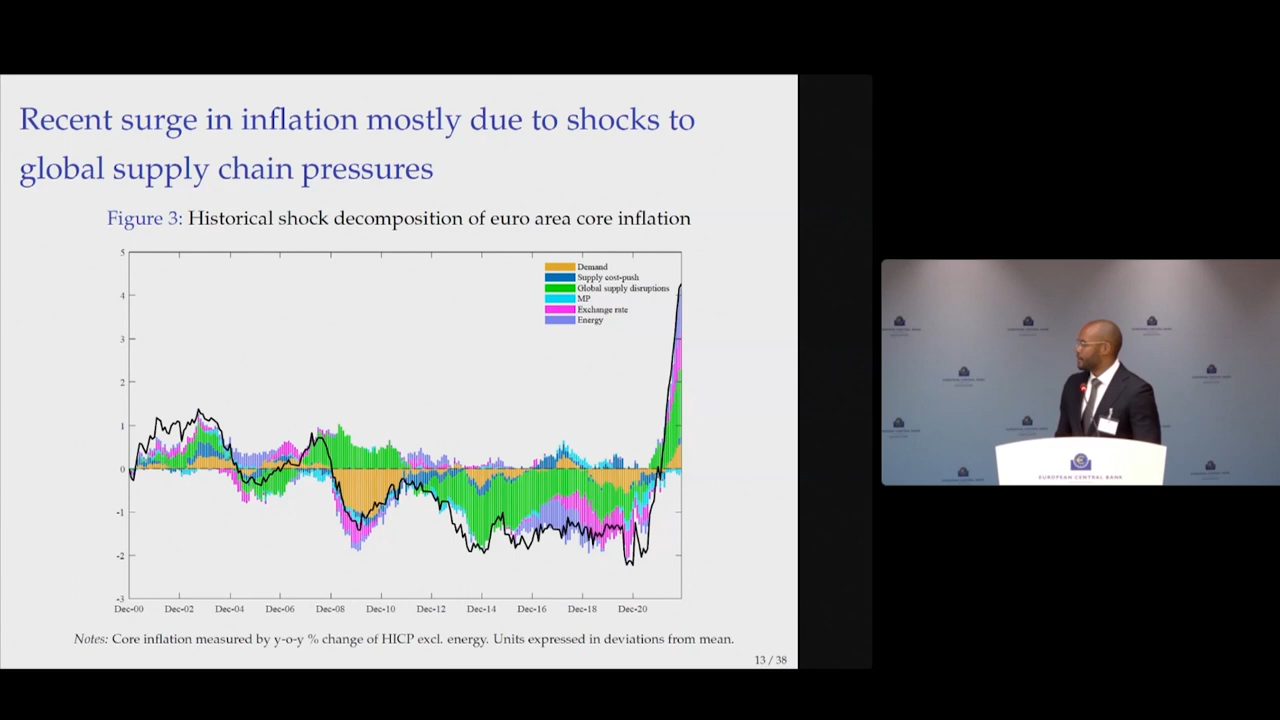 Recent surge in inflation mostly due to shocks to
global supply chain pressures
Figure 3: Historical shock decomposition of euro area core inflation
5
4
3
2
1
0
-1
-2
-3
Demand
Supply cost-push
Global supply disruptions
MP
Exchange rate
Energy
Dec-00 Dec-02 Dec-04 Dec-06 Dec-08 Dec-10 Dec-12 Dec-14 Dec-16 Dec-18 Dec-20
Notes: Core inflation measured by y-o-y % change of HICP excl. energy. Units expressed in deviations from mean.
13 / 38
EUROPEAN CENTRAL BANK